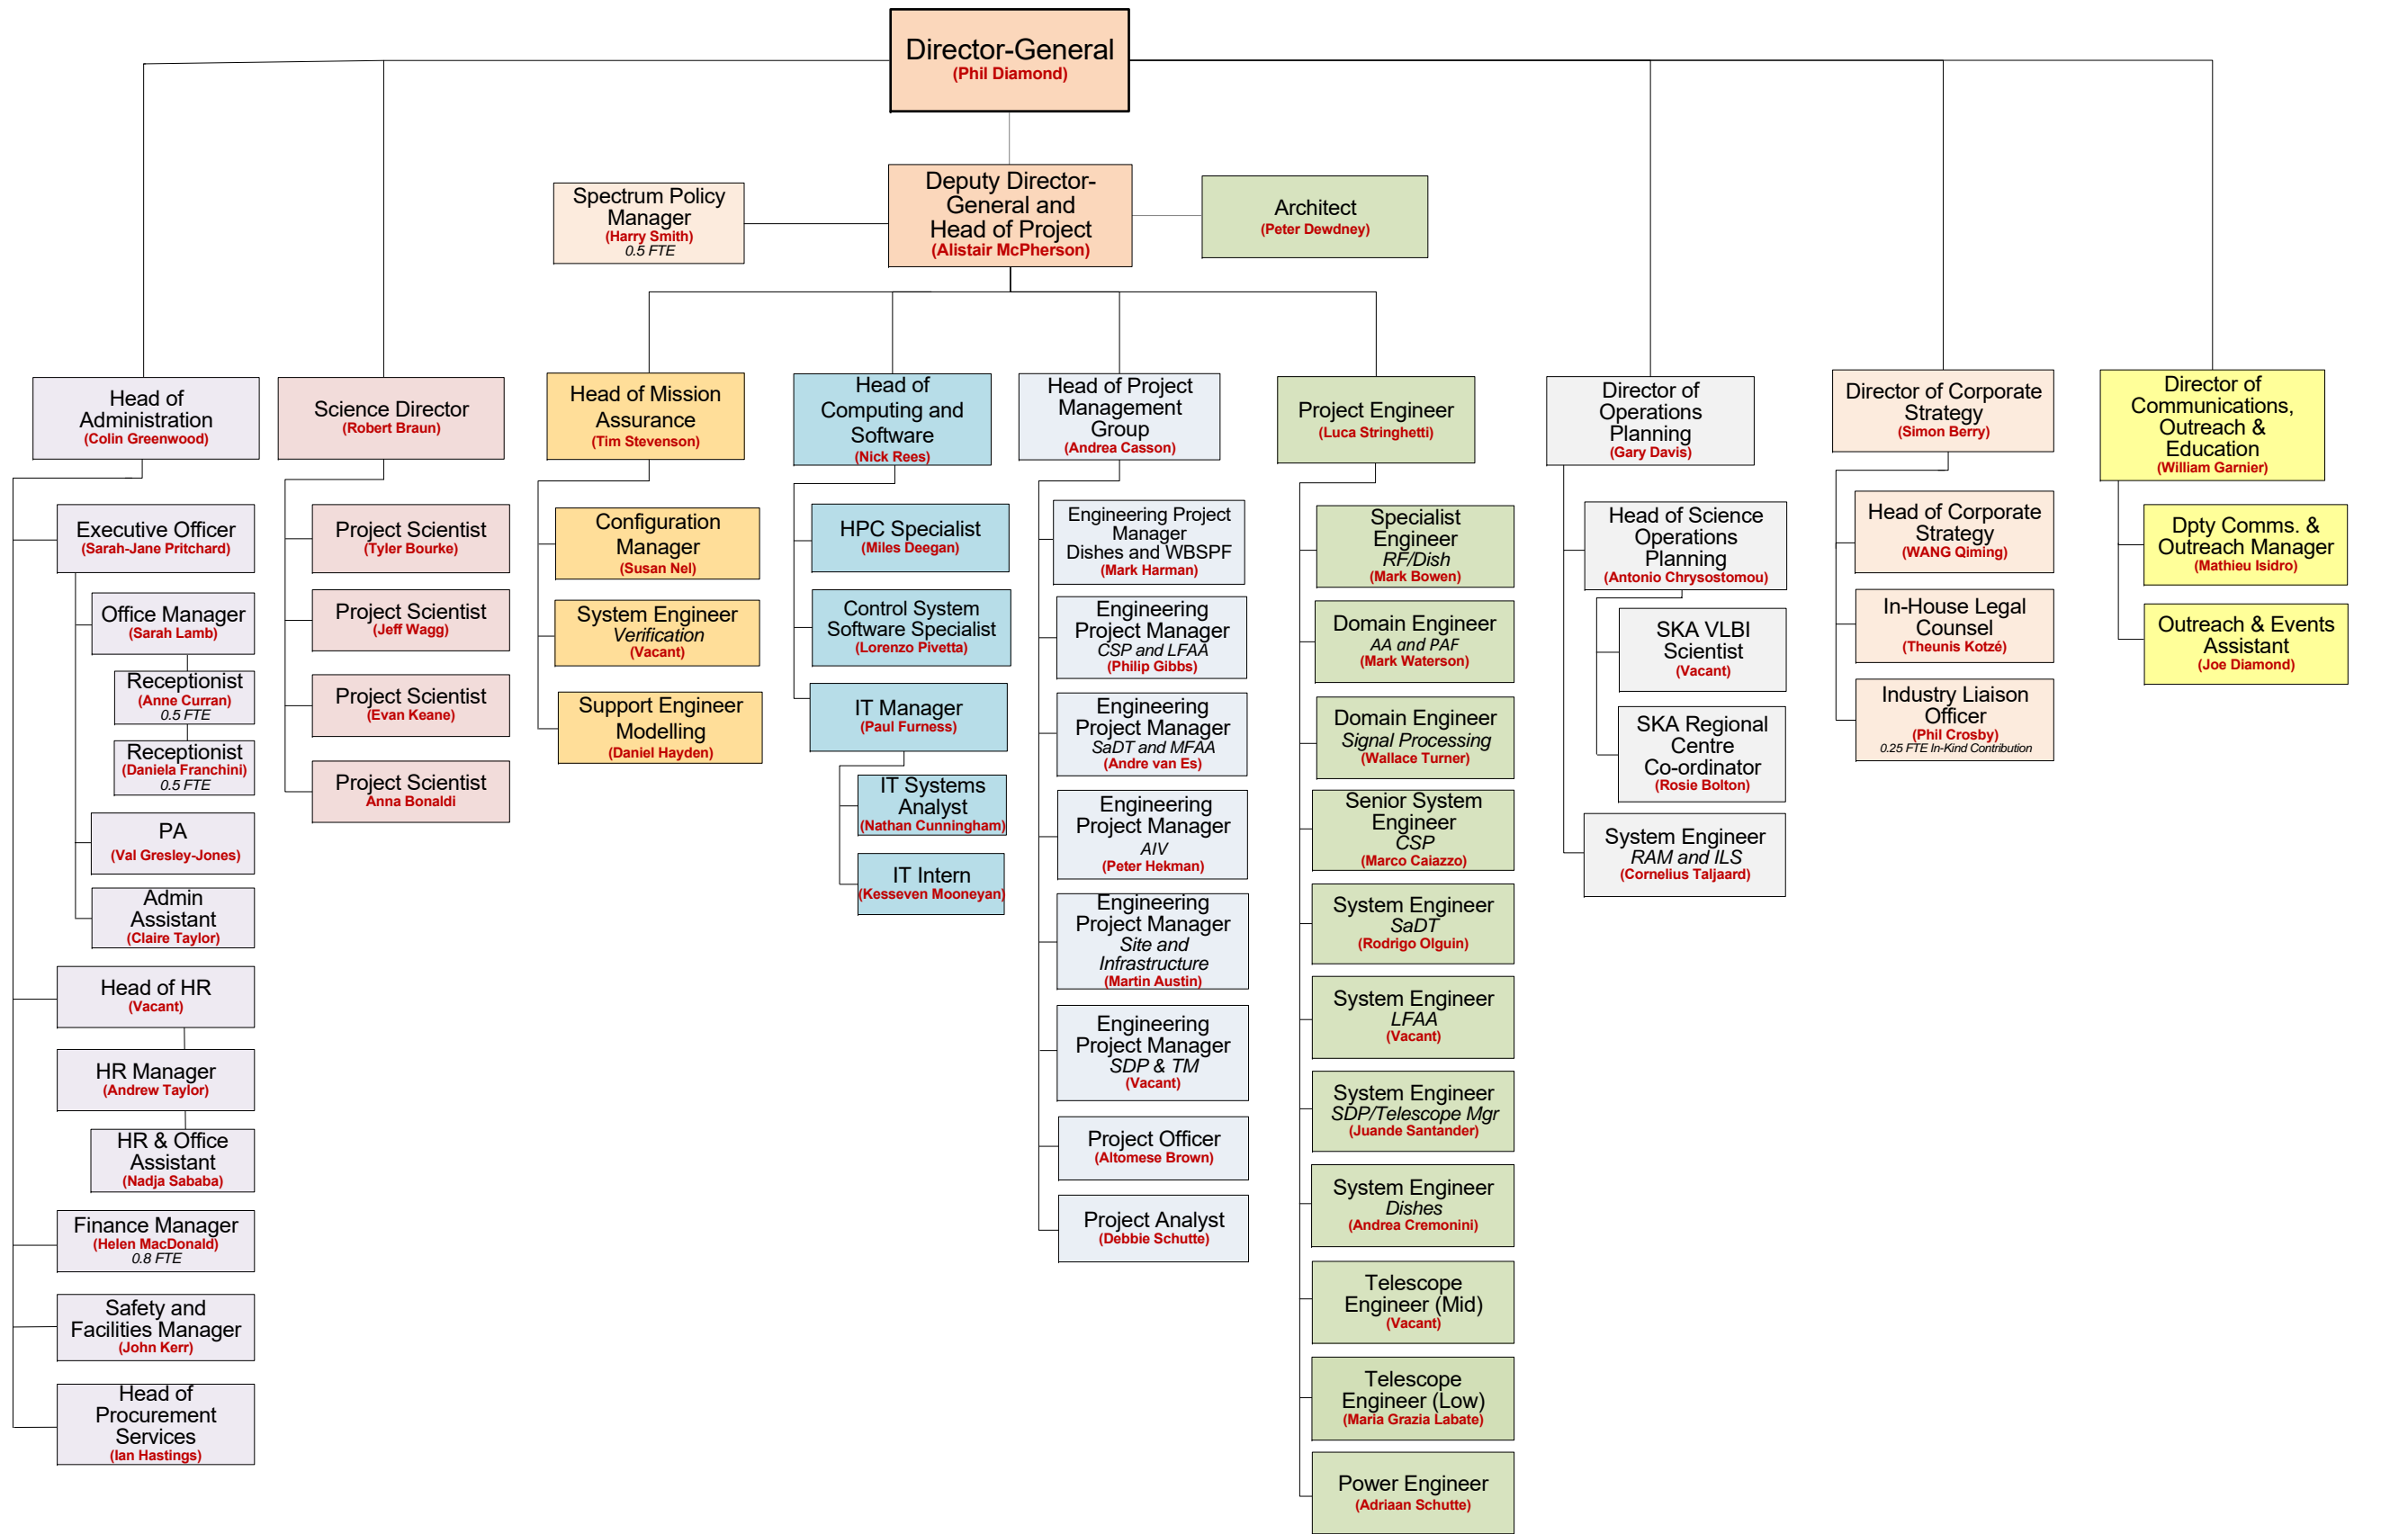 Director-General
(Phil Diamond)
Spectrum Policy
Manager
(Harry Smith)
0.5 FTE
Deputy Director-
General and
Head of Project
(Alistair McPherson)
Architect
(Peter Dewdney)
Head of
Administration
(Colin Greenwood)
Executive Officer
(Sarah-Jane Pritchard)
Office Manager
(Sarah Lamb)
Receptionist
(Anne Curran)
0.5 FTE
Receptionist
(Daniela Franchini)
0.5 FTE
PA
(Val Gresley-Jones)
Admin
Assistant
(Claire Taylor)
Head of HR
(Vacant)
HR Manager
(Andrew Taylor)
HR & Office
Assistant
(Nadja Sababa)
Finance Manager
(Helen MacDonald)
0.8 FTE
Safety and
Facilities Manager
(John Kerr)
Head of
Procurement
Services
(Ian Hastings)
Science Director
(Robert Braun)
Project Scientist
(Tyler Bourke)
Project Scientist
(Jeff Wagg)
Project Scientist
(Evan Keane)
Project Scientist
Anna Bonaldi
Head of Mission
Assurance
(Tim Stevenson)
Configuration
Manager
(Susan Nel)
System Engineer
Verification
(Vacant)
Support Engineer
Modelling
(Daniel Hayden)
Head of
Computing and
Software
(Nick Rees)
HPC Specialist
(Miles Deegan)
Control System
Software Specialist
(Lorenzo Pivetta)
IT Manager
(Paul Furness)
IT Systems
Analyst
(Nathan Cunningham)
IT Intern
(Kesseven Mooneyan)
Head of Project
Management
Group
(Andrea Casson)
Engineering Project
Manager
Dishes and WBSPF
(Mark Harman)
Engineering
Project Manager
CSP and LFAA
(Philip Gibbs)
Engineering
Project Manager
SaDT and MFAA
(Andre van Es)
Engineering
Project Manager
AIV
(Peter Hekman)
Engineering
Project Manager
Site and
Infrastructure
(Martin Austin)
Engineering
Project Manager
SDP & TM
(Vacant)
Project Officer
(Altomese Brown)
Project Analyst
(Debbie Schutte)
Project Engineer
(Luca Stringhetti)
Specialist
Engineer
RF/Dish
(Mark Bowen)
Domain Engineer
AA and PAF
(Mark Waterson)
Domain Engineer
Signal Processing
(Wallace Turner)
Senior System
Engineer
CSP
(Marco Caiazzo)
System Engineer
SaDT
(Rodrigo Olguin)
System Engineer
LFAA
(Vacant)
System Engineer
SDP/Telescope Mgr
(Juande Santander)
System Engineer
Dishes
(Andrea Cremonini)
Telescope
Engineer (Mid)
(Vacant)
Telescope
Engineer (Low)
(Maria Grazia Labate)
Power Engineer
(Adriaan Schutte)
Director of
Operations
Planning
(Gary Davis)
Head of Science
Operations
Planning
(Antonio Chrysostomou)
SKA VLBI
Scientist
(Vacant)
SKA Regional
Centre
Co-ordinator
(Rosie Bolton)
System Engineer
RAM and ILS
(Cornelius Taljaard)
Director of Corporate
Strategy
(Simon Berry)
Head of Corporate
Strategy
(WANG Qiming)
In-House Legal
Counsel
(Theunis Kotzé)
Industry Liaison
Officer
(Phil Crosby)
0.25 FTE In-Kind Contribution
Director of
Communications,
Outreach &
Education
(William Garnier)
Dpty Comms. &
Outreach Manager
(Mathieu Isidro)
Outreach & Events
Assistant
(Joe Diamond)